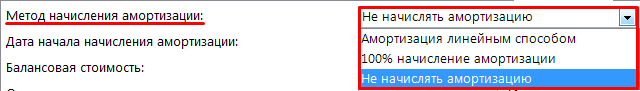 Метод начисления амортизации: Не начислять амортизацию
Дата начала начисления амортизации: Амортизация линейным способом
Балансовая стоимость: 100% начисление амортизации
Не начислять амортизацию